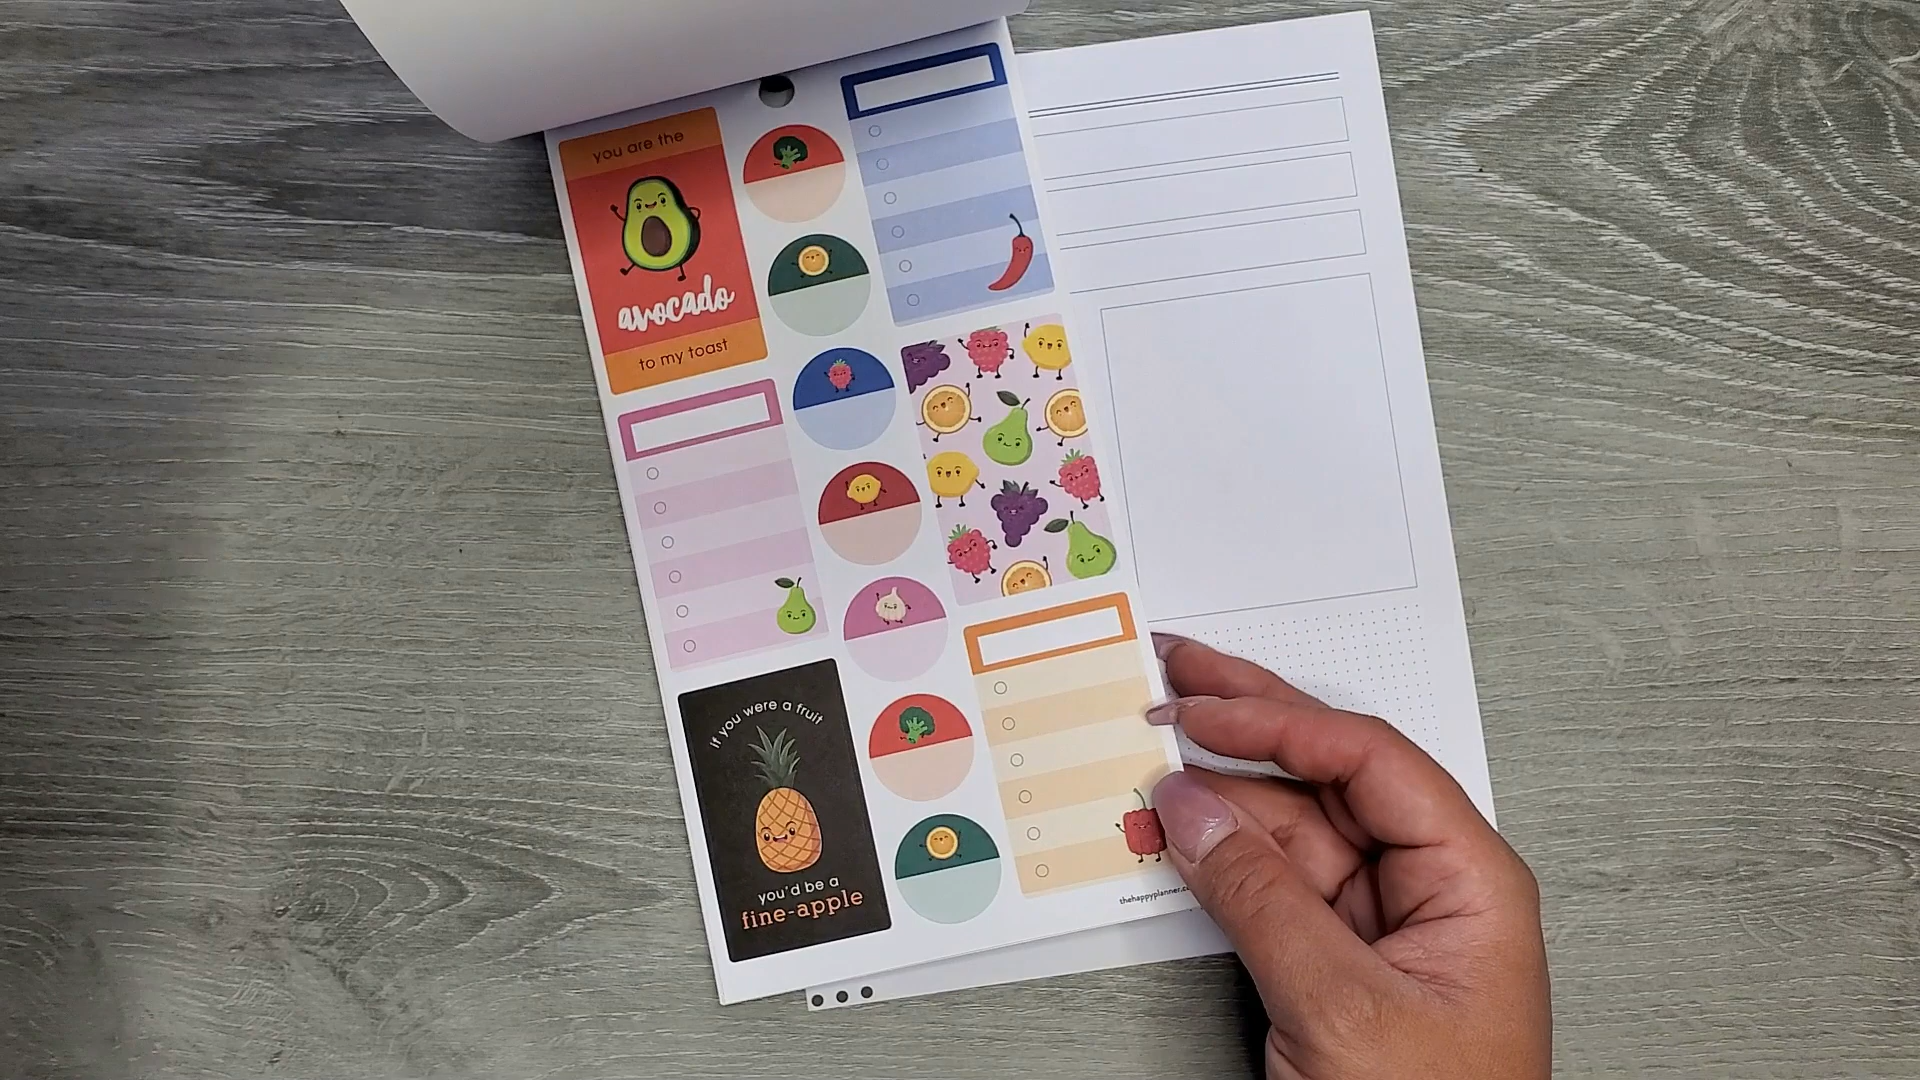 you are the
avocado
to my toast
If you were a fruit
you'd be a
fine-apple